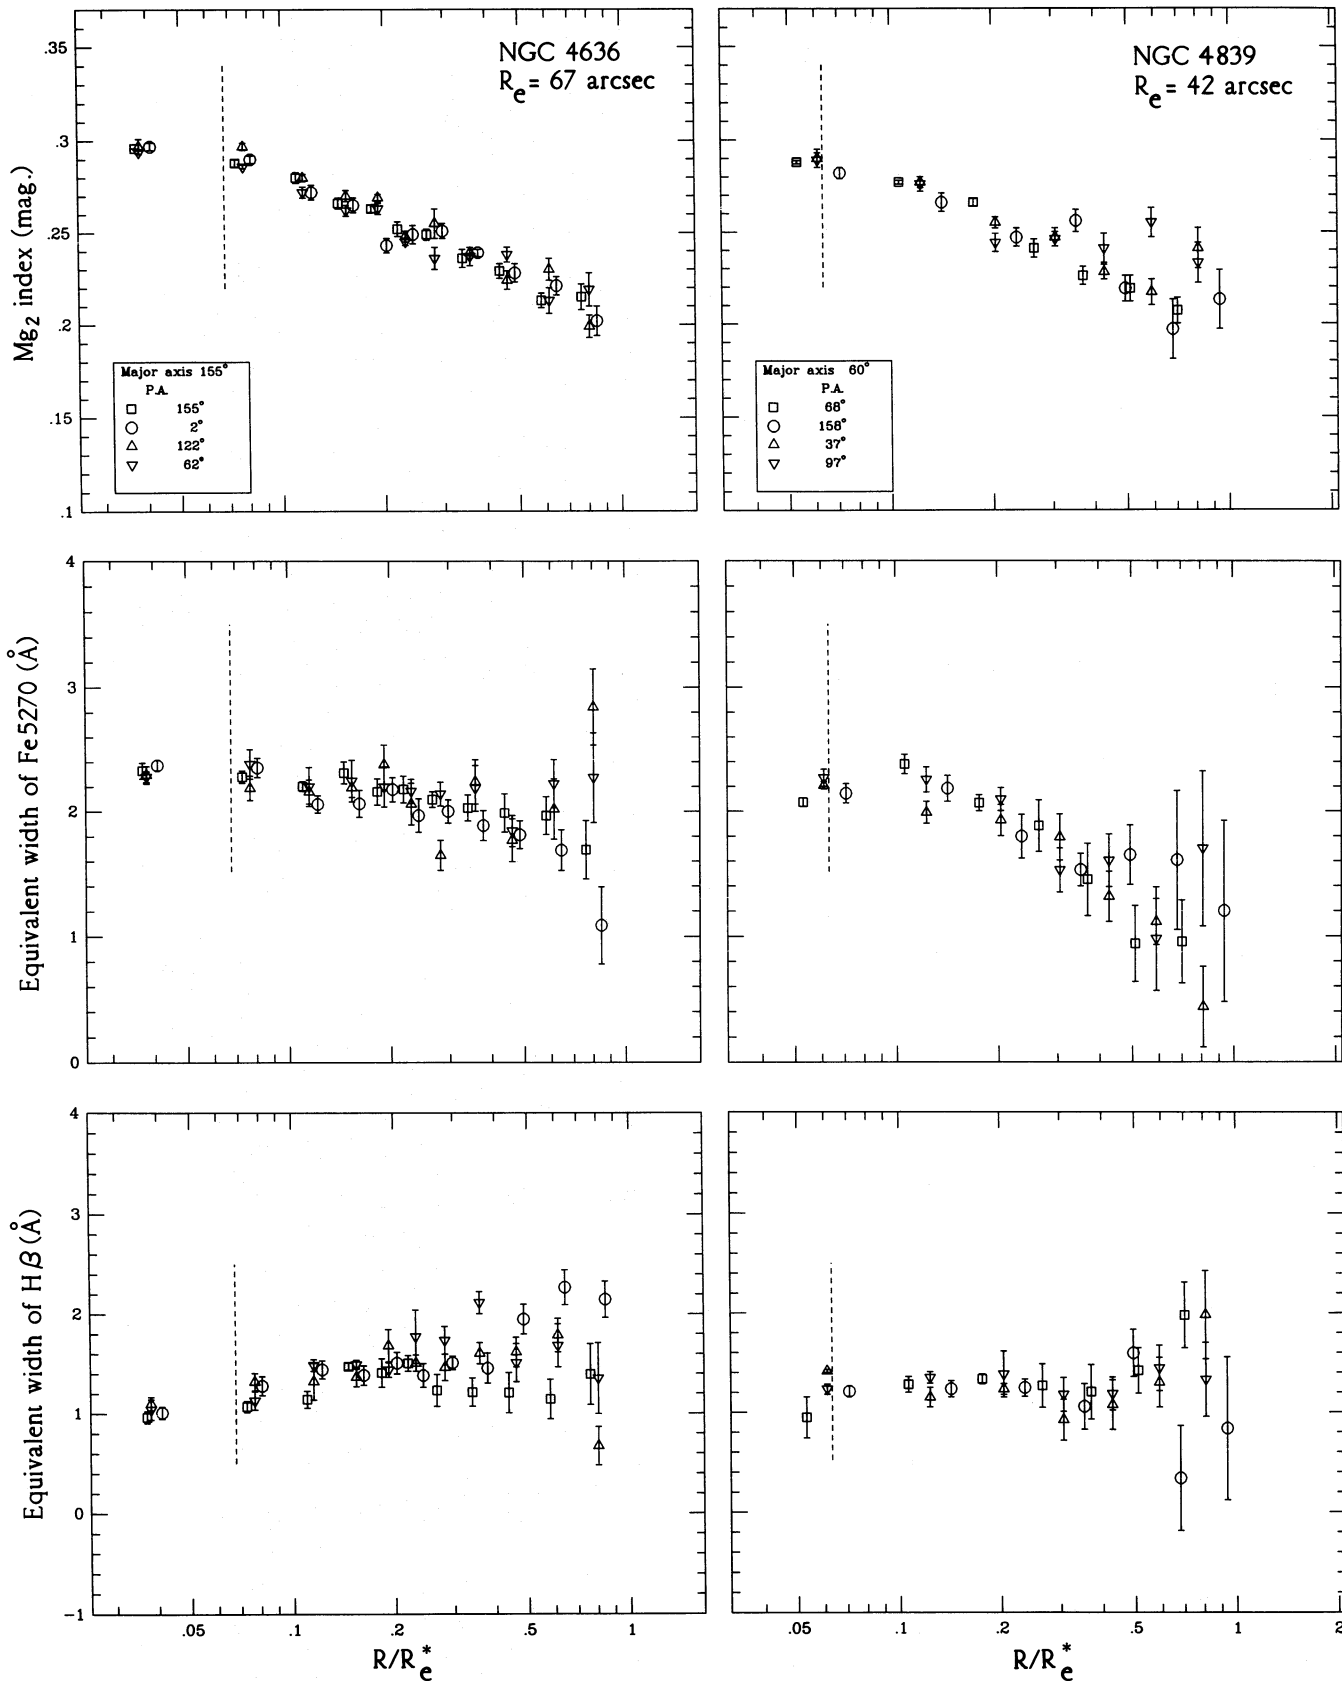 NGC 4636
R_e = 67 arcsec
NGC 4839
R_e = 42 arcsec
Mg₂ index (mag.)
.35
.3
.25
.2
.15
.1
Major axis 155°
P.A.
155°
2°
122°
62°
Major axis 60°
P.A.
68°
158°
37°
97°
Equivalent width of Fe5270 (Å)
4
3
2
1
0
Equivalent width of Hβ (Å)
4
3
2
1
0
-1
.05
.1
.2
.5
1
R/R_e*
.05
.1
.2
.5
1
2
R/R_e*